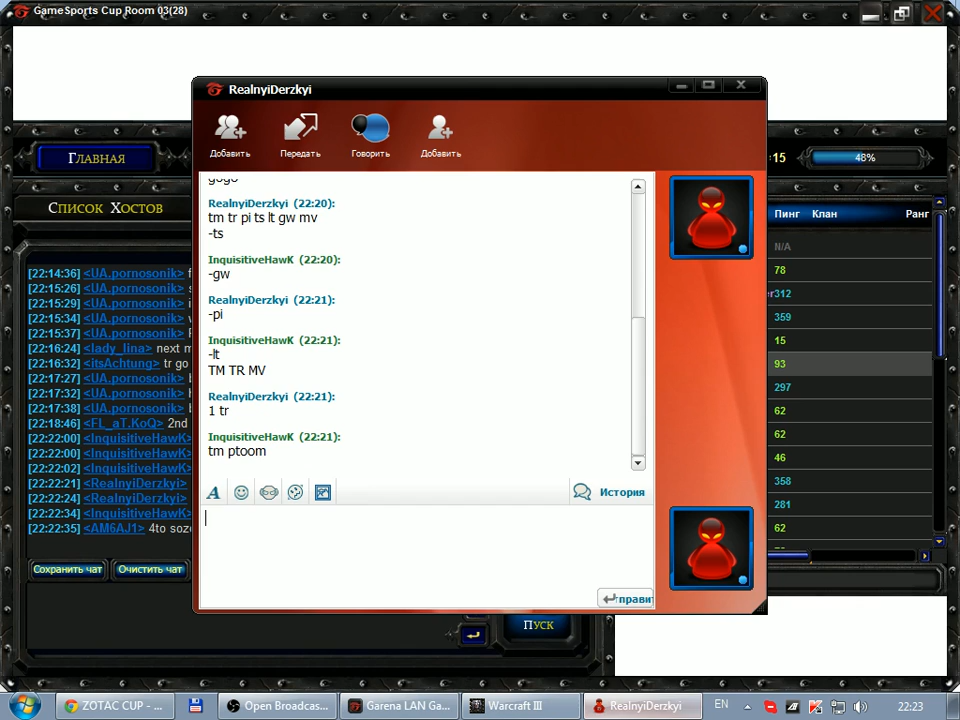 GameSports Cup Room 03(28)
RealnyiDerzkyi
Добавить
Передать
Говорить
Добавить
Главная
:15
48%
Список Хостов
Пинг Клан Ранг
gogo
RealnyiDerzkyi (22:20):
tm tr pi ts lt gw mv
-ts
InquisitiveHawK (22:20):
-gw
RealnyiDerzkyi (22:21):
-pi
InquisitiveHawK (22:21):
-lt
TM TR MV
RealnyiDerzkyi (22:21):
1 tr
InquisitiveHawK (22:21):
tm ptoom
История
[22:14:36] <UA.pornosonik> f
[22:15:26] <UA.pornosonik> s
[22:15:29] <UA.pornosonik> i
[22:15:34] <UA.pornosonik>
[22:15:37] <UA.pornosonik>
[22:16:24] <lady_lina> next m
[22:16:32] <itsAchtung> tr go
[22:17:27] <UA.pornosonik>
[22:17:32] <UA.pornosonik>
[22:17:38] <UA.pornosonik>
[22:18:46] <FL_aT.KoQ> 2nd
[22:22:00] <InquisitiveHawK>
[22:22:00] <InquisitiveHawK>
[22:22:02] <InquisitiveHawK>
[22:22:21] <RealnyiDerzkyi>
[22:22:24] <RealnyiDerzkyi>
[22:22:34] <InquisitiveHawK>
[22:22:35] <AM6AJ1> 4to soz
N/A
78
r312
359
15
93
297
62
62
46
358
281
62
Сохранить чат
Очистить чат
тправит
Пуск
ZOTAC CUP - ...
Open Broadcas...
Garena LAN Ga...
Warcraft III
RealnyiDerzkyi
EN
22:23